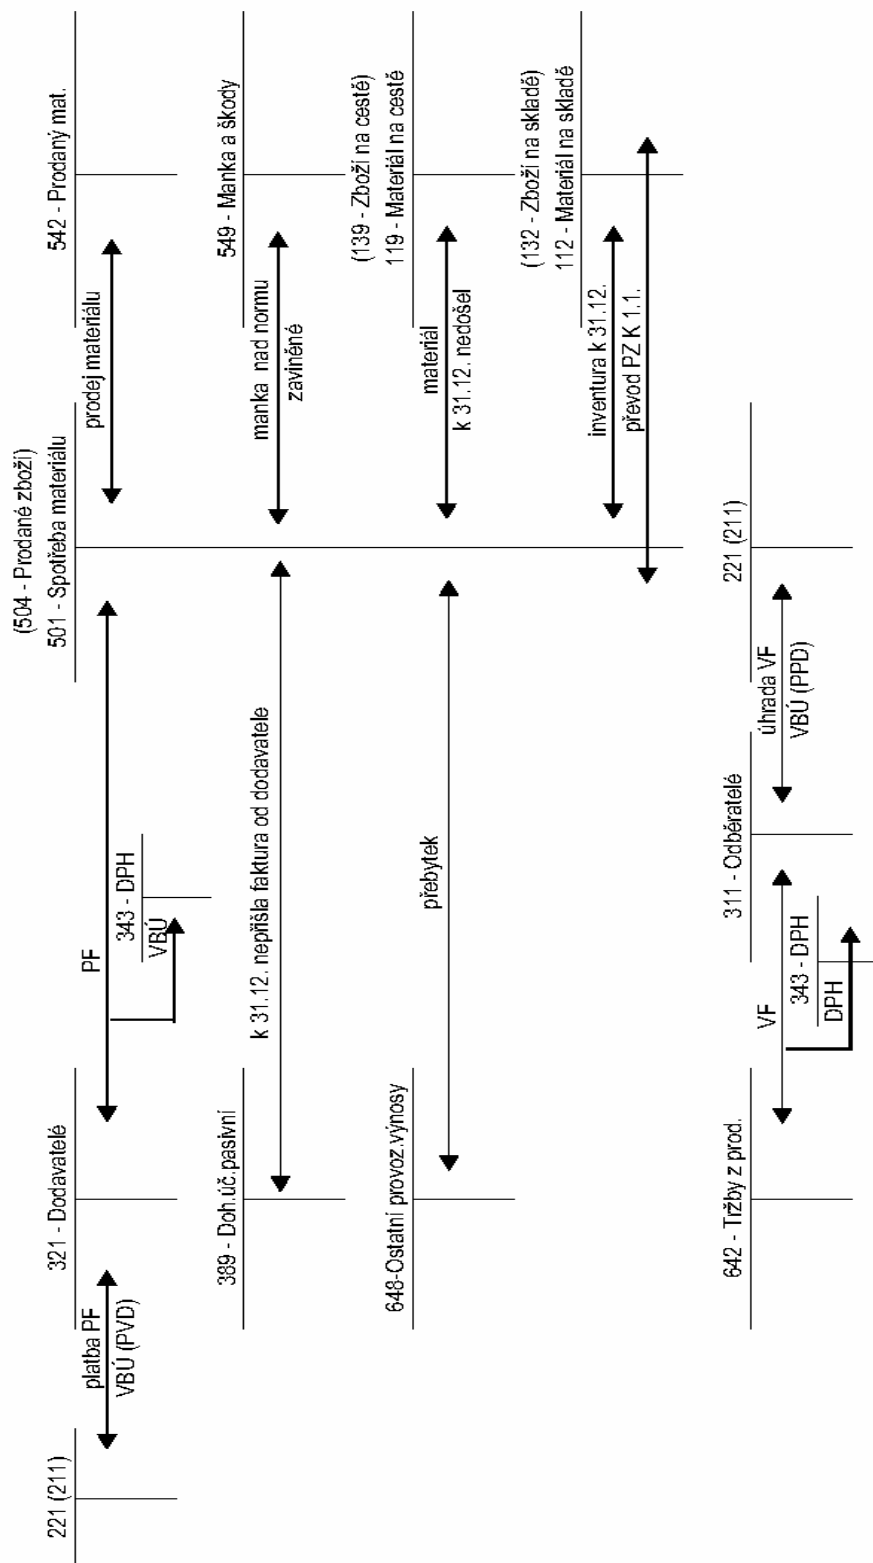 (504 - Prodané zboží)
221 (211)
platba PF
VBÚ (PVD)
321 - Dodavatelé
PF
343 - DPH
VBÚ
501 - Spotřeba materiálu
prodej materiálu
542 - Prodaný mat.
389 - Doh.úč.pasivní
k 31.12. nepřišla faktura od dodavatele
manka nad normu
zaviněné
549 - Manka a škody
648-Ostatní provoz.výnosy
přebytek
materiál
k 31.12. nedošel
(139 - Zboží na cestě)
119 - Materiál na cestě
inventura k 31.12.
převod PZ K 1.1.
(132 - Zboží na skladě)
112 - Materiál na skladě
642 - Tržby z prod.
VF
343 - DPH
DPH
311 - Odběratelé
úhrada VF
VBÚ (PPD)
221 (211)